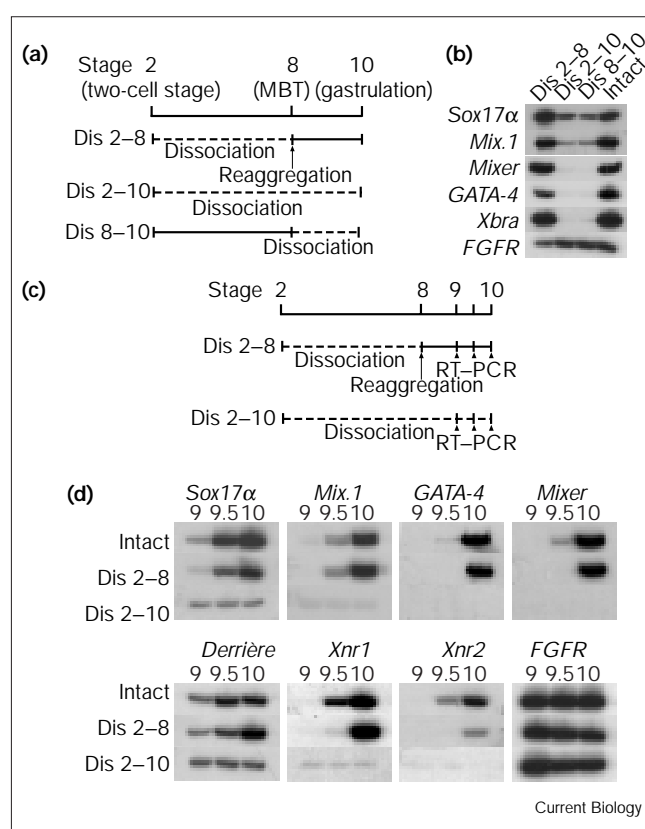 (a)
Stage 2 8 10
(two-cell stage) (MBT) (gastrulation)
Dis 2–8
Dissociation
Reaggregation
Dis 2–10
Dissociation
Dis 8–10
Dissociation
(b)
Dis 2–8 Dis 2–10 Dis 8–10 Intact
Sox17α
Mix.1
Mixer
GATA-4
Xbra
FGFR
(c)
Stage 2 8 9 10
Dis 2–8
Dissociation
RT–PCR
Reaggregation
Dis 2–10
Dissociation
RT–PCR
(d)
Sox17α Mix.1 GATA-4 Mixer
9 9.5 10 9 9.5 10 9 9.5 10 9 9.5 10
Intact
Dis 2–8
Dis 2–10
Derrière Xnr1 Xnr2 FGFR
9 9.5 10 9 9.5 10 9 9.5 10 9 9.5 10
Intact
Dis 2–8
Dis 2–10
Current Biology